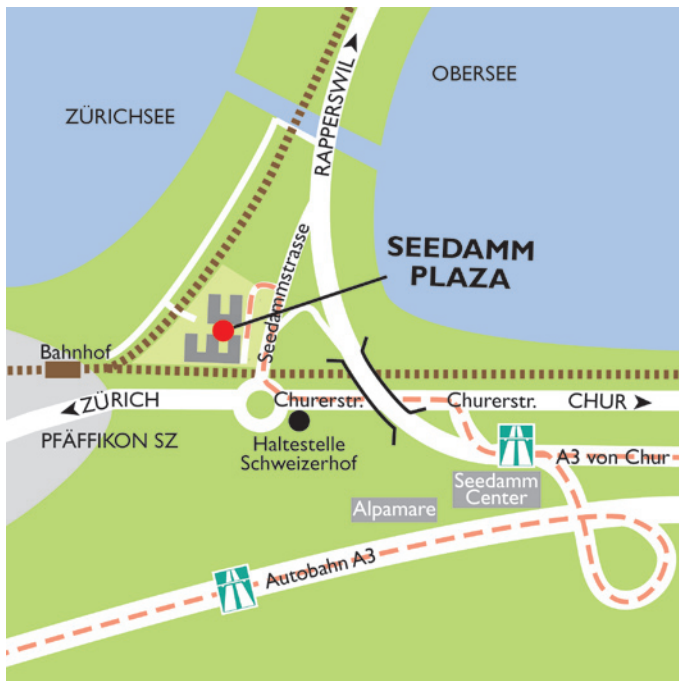 OBERSEE
ZÜRICHSEE
RAPPERSWIL
SEEDAMM
PLAZA
Seedammstrasse
Bahnhof
ZÜRICH
Churerstr.
Churerstr.
CHUR
PFÄFFIKON SZ
Haltestelle
Schweizerhof
A3 von Chur
Seedamm
Center
Alpamare
Autobahn A3